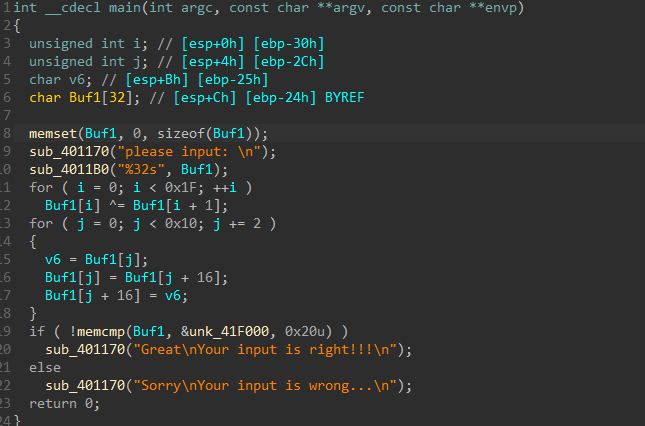 1 int __cdecl main(int argc, const char **argv, const char **envp)
2 {
3 unsigned int i; // [esp+0h] [ebp-30h]
4 unsigned int j; // [esp+4h] [ebp-2Ch]
5 char v6; // [esp+Bh] [ebp-25h]
6 char Buf1[32]; // [esp+Ch] [ebp-24h] BYREF
7
8 memset(Buf1, 0, sizeof(Buf1));
9 sub_401170("please input: \n");
10 sub_4011B0("%32s", Buf1);
11 for ( i = 0; i < 0x1F; ++i )
12 Buf1[i] ^= Buf1[i + 1];
13 for ( j = 0; j < 0x10; j += 2 )
14 {
15 v6 = Buf1[j];
16 Buf1[j] = Buf1[j + 16];
17 Buf1[j + 16] = v6;
18 }
19 if ( !memcmp(Buf1, &unk_41F000, 0x20u) )
20 sub_401170("Great\nYour input is right!!!\n");
21 else
22 sub_401170("Sorry\nYour input is wrong...\n");
23 return 0;
24 }